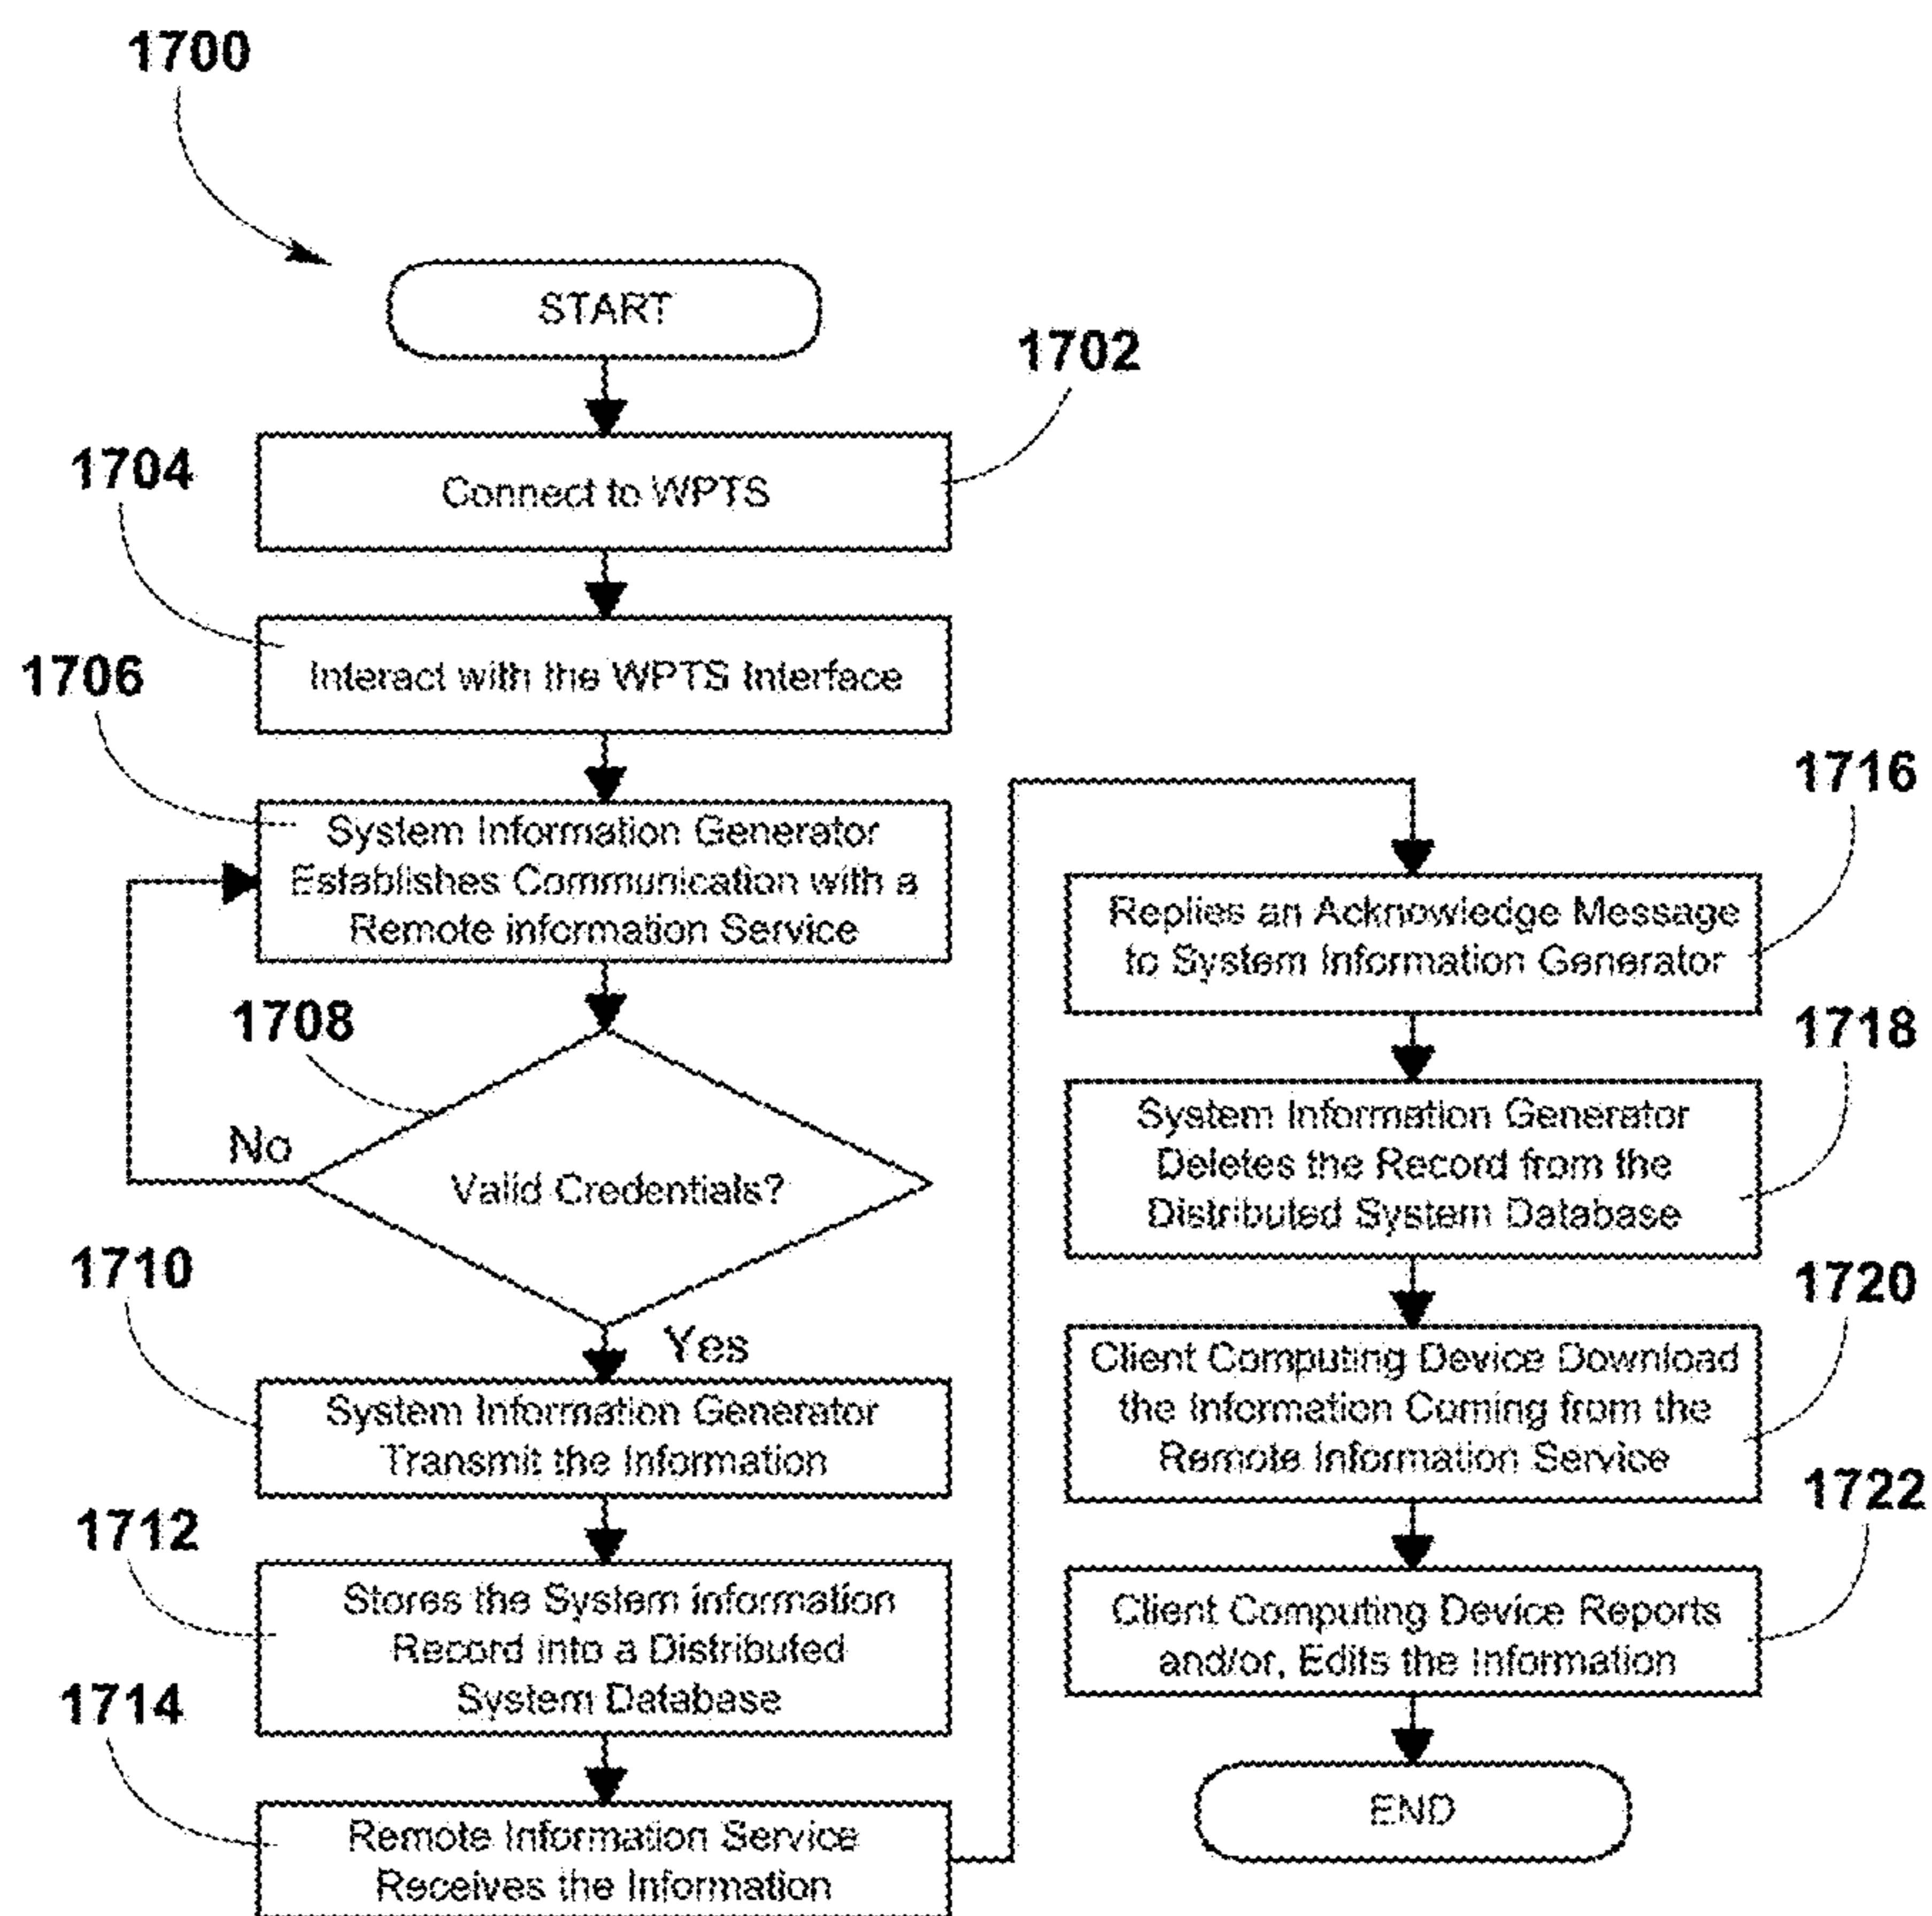 1700
START
1702
Connect to WPTS
1704
Interact with the WPTS Interface
1706
System Information Generator
Establishes Communication with a
Remote information Service
1708
Valid Credentials?
No
Yes
1710
System Information Generator
Transmit the Information
1712
Stores the System information
Record into a Distributed
System Database
1714
Remote Information Service
Receives the Information
1716
Replies an Acknowledge Message
to System Information Generator
1718
System Information Generator
Deletes the Record from the
Distributed System Database
1720
Client Computing Device Download
the Information Coming from the
Remote Information Service
1722
Client Computing Device Reports
and/or, Edits the Information
END